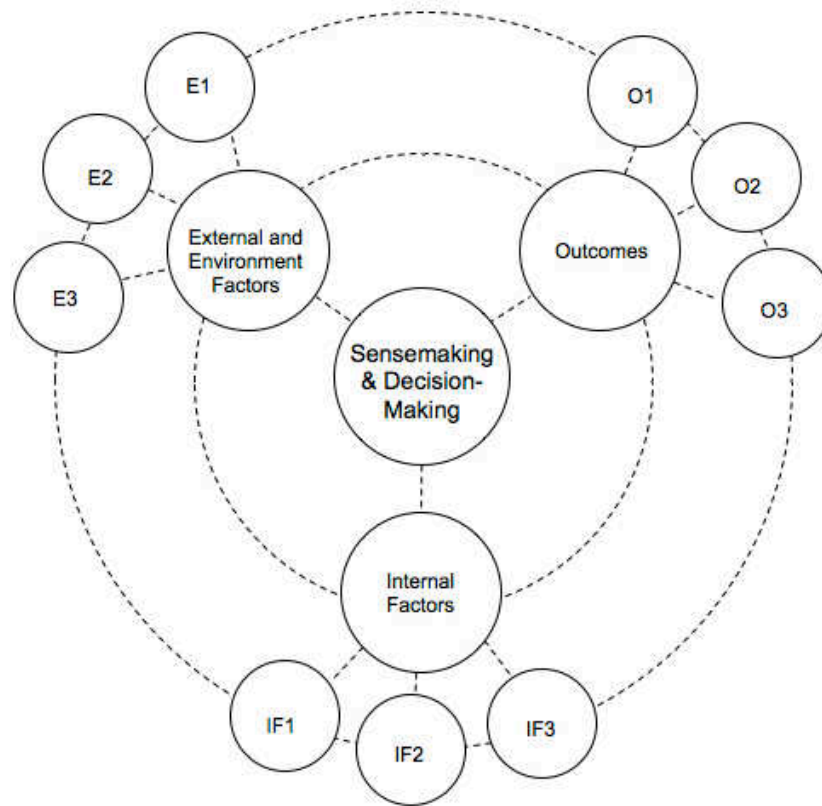 E1
O1
E2
O2
External and
Environment
Factors
Outcomes
E3
O3
Sensemaking
& Decision-
Making
Internal
Factors
IF1
IF2
IF3